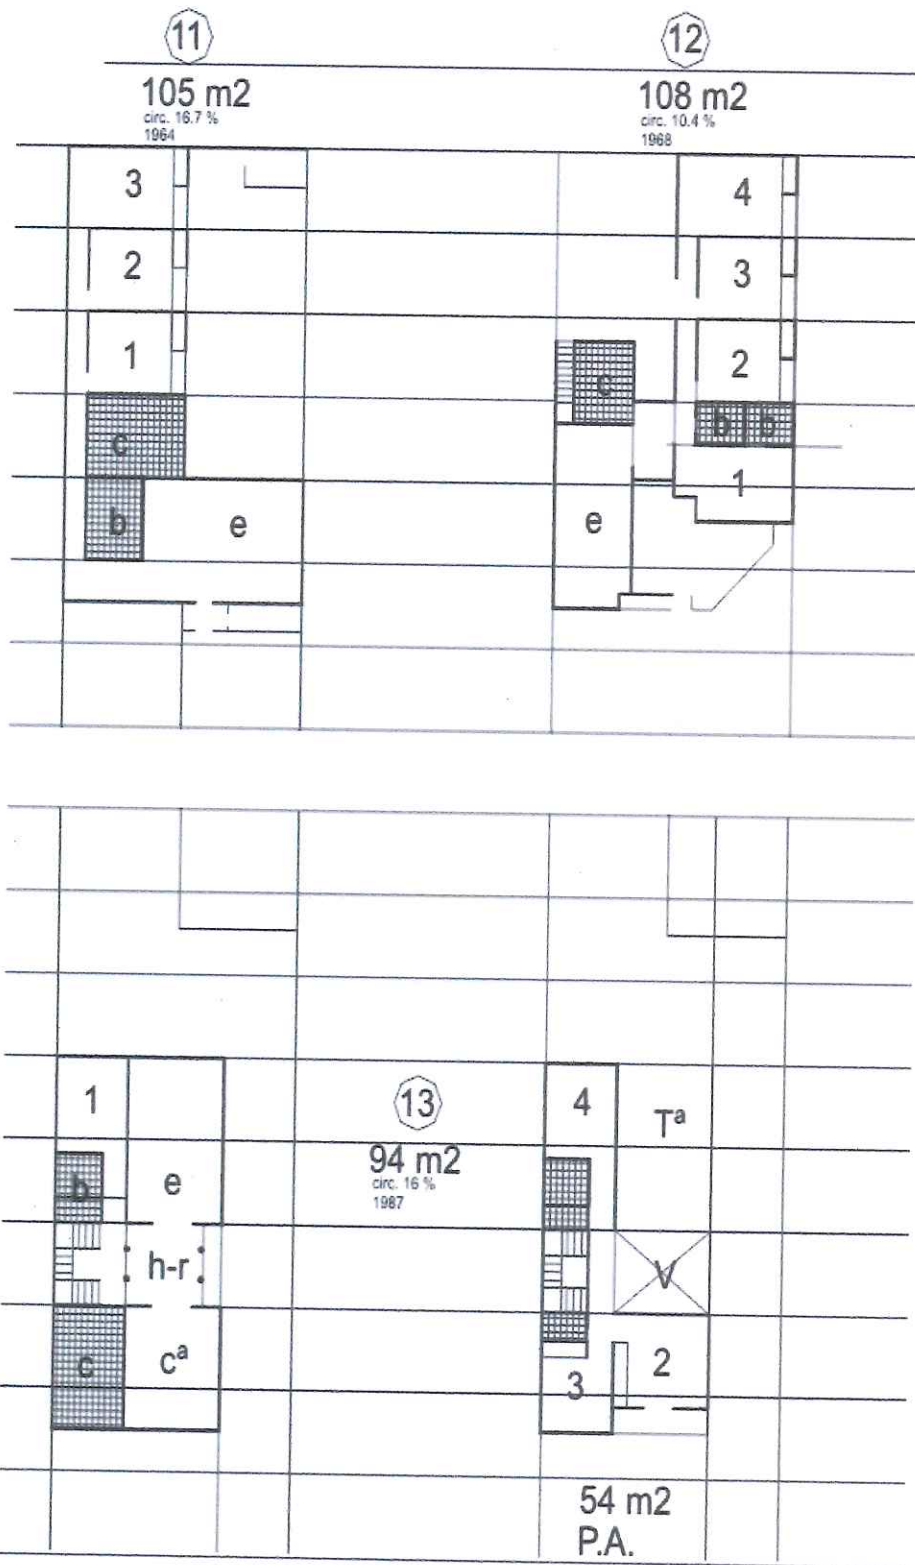 11
105 m2
circ. 16.7 %
1964
3
2
1
c
b
e
12
108 m2
circ. 10.4 %
1968
4
3
2
c
b b
1
e
1
b
e
h-r
c
cª
13
94 m2
circ. 16 %
1987
4
Tª
V
2
3
54 m2
P.A.